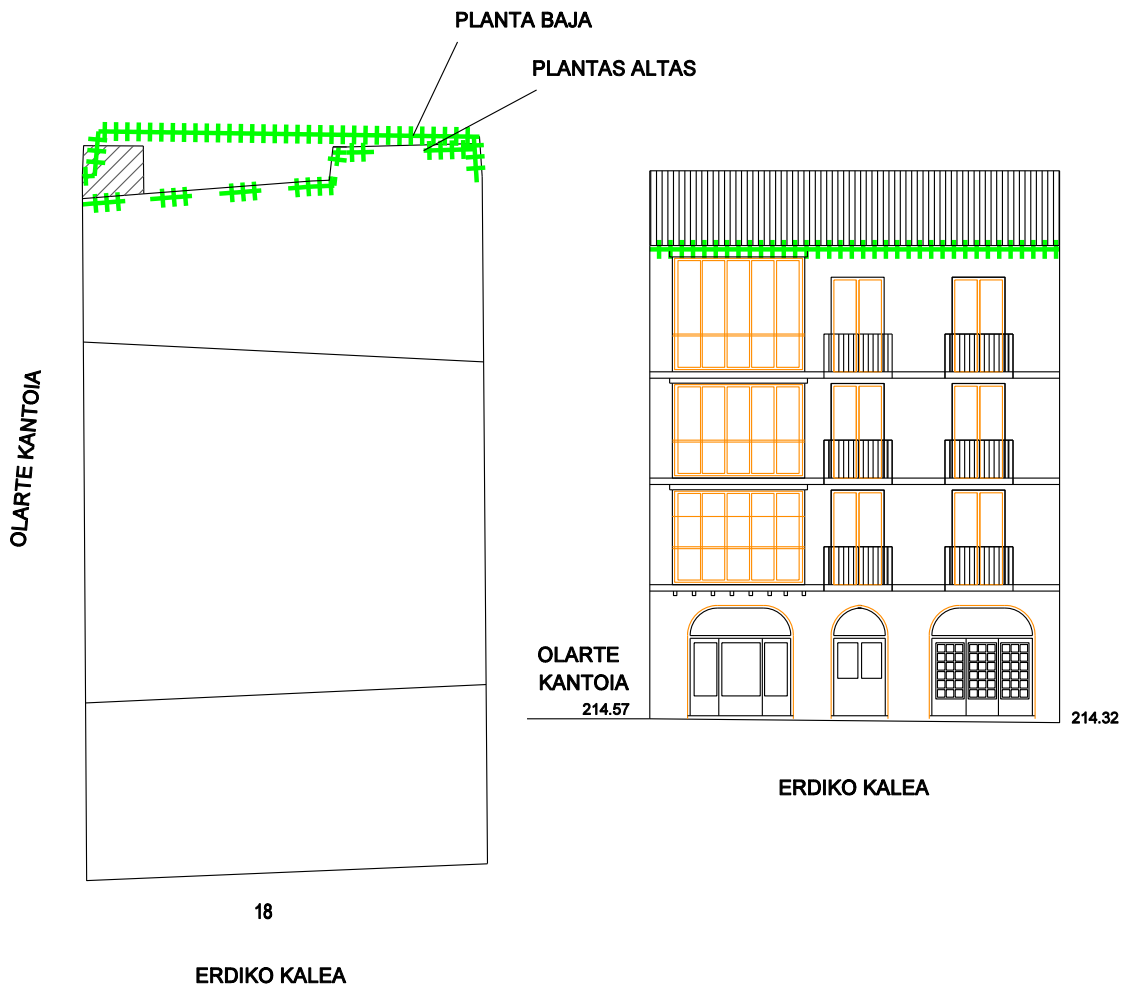 PLANTA BAJA
PLANTAS ALTAS
OLARTE KANTOIA
18
ERDIKO KALEA
OLARTE
KANTOIA
214.57
214.32
ERDIKO KALEA